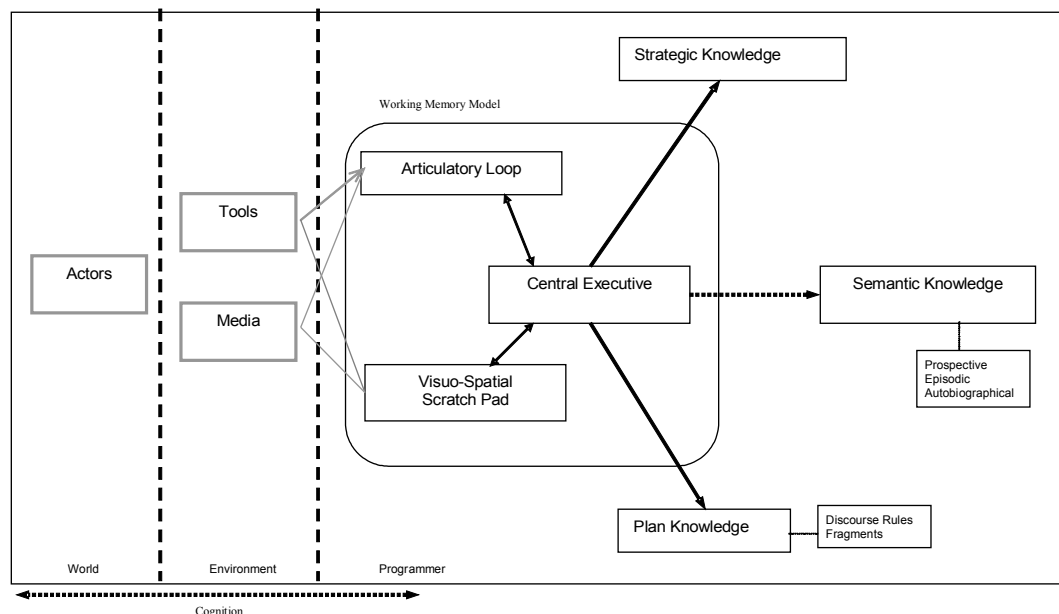 Strategic Knowledge
Working Memory Model
Articulatory Loop
Tools
Actors
Central Executive
Semantic Knowledge
Media
Prospective
Episodic
Autobiographical
Visuo-Spatial
Scratch Pad
Plan Knowledge
Discourse Rules
Fragments
World
Environment
Programmer
Cognition